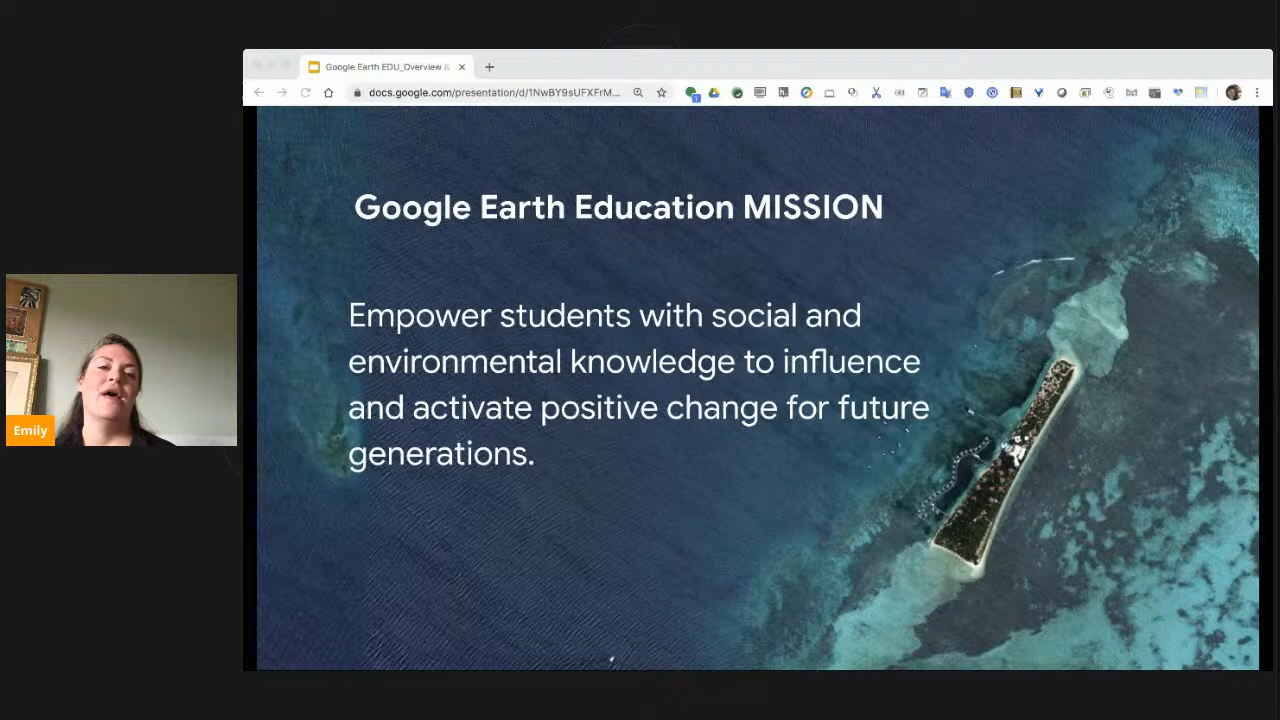 Google Earth EDU_Overview &
docs.google.com/presentation/d/1NwBY9sUFXFrM...
Google Earth Education MISSION
Empower students with social and
environmental knowledge to influence
and activate positive change for future
generations.
Emily